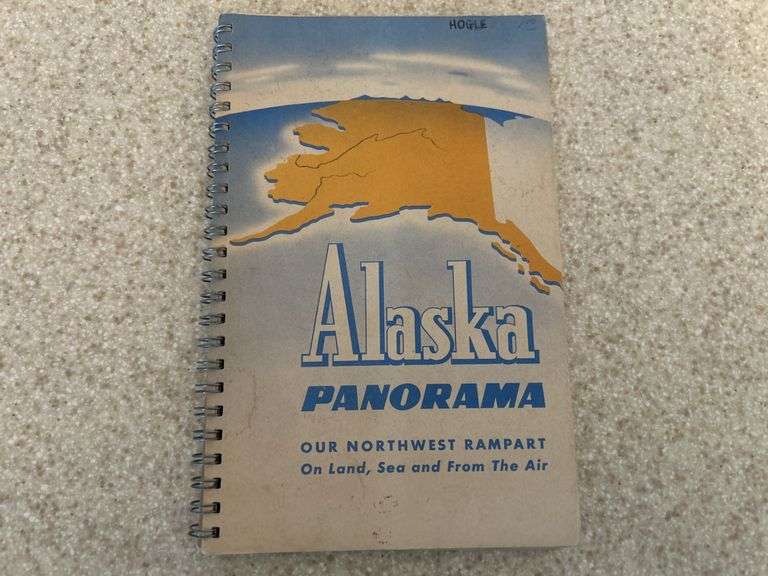 HOGLE
Alaska
PANORAMA
OUR NORTHWEST RAMPART
On Land, Sea and From The Air